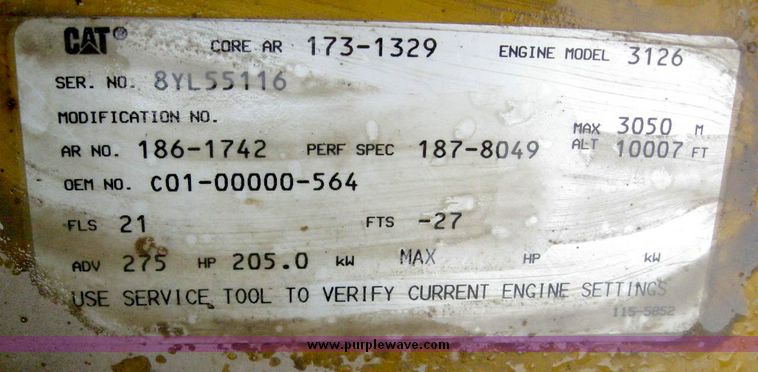 CAT® CORE AR 173-1329 ENGINE MODEL 3126
SER. NO. 8YL55116
MODIFICATION NO.
AR NO. 186-1742 PERF SPEC 187-8049 MAX ALT 3050 M 10007 FT
OEM NO. C01-00000-564
FLS 21 FTS -27
ADV 275 HP 205.0 kW MAX HP kW
USE SERVICE TOOL TO VERIFY CURRENT ENGINE SETTINGS
115-5852
www.purplewave.com